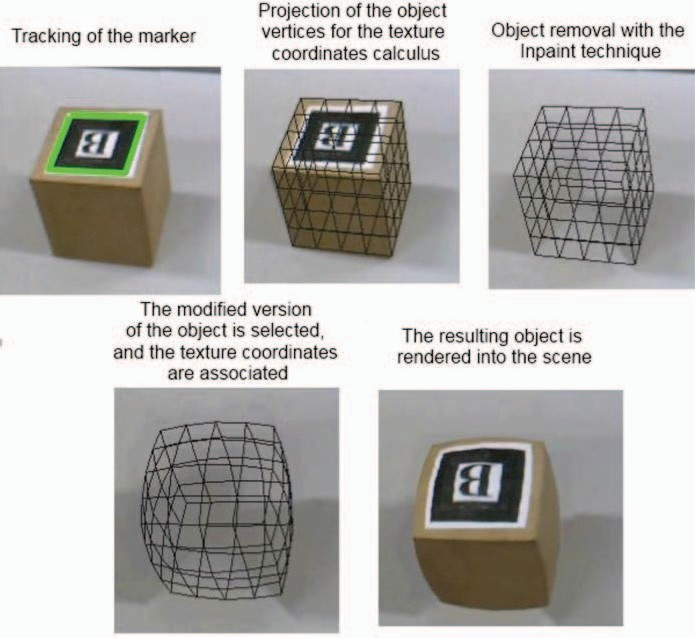 Tracking of the marker
Projection of the object
vertices for the texture
coordinates calculus
Object removal with the
Inpaint technique
B
B
The modified version
of the object is selected,
and the texture coordinates
are associated
The resulting object is
rendered into the scene
B